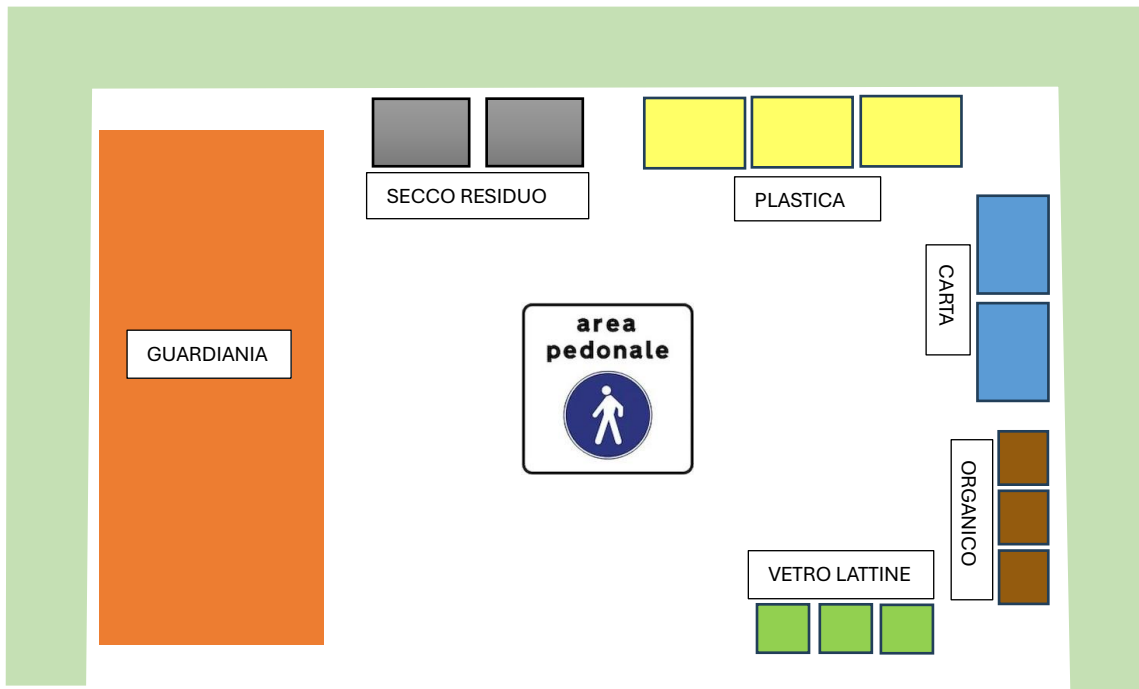 SECCO RESIDUO
PLASTICA
CARTA
GUARDIANIA
area
pedonale
ORGANICO
VETRO LATTINE